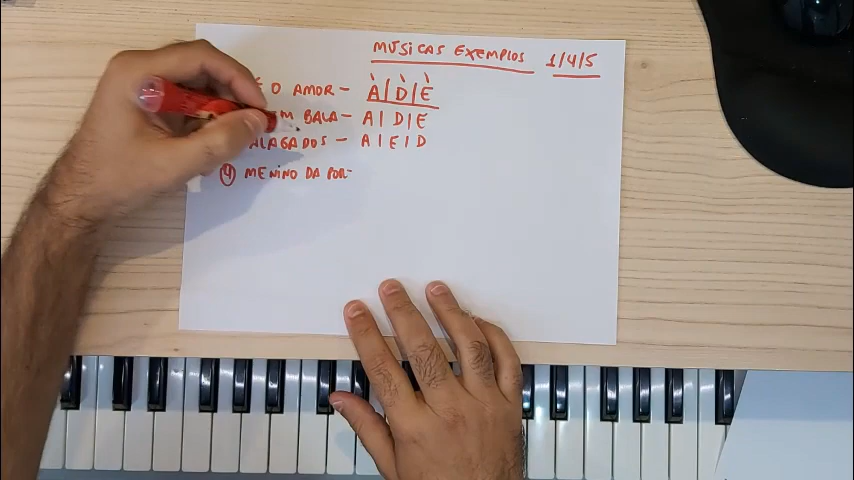 MUSICAS EXEMPLOS 1/4/5
É O AMOR - A | D | E
M BALA - A | D | E
ALAGADOS - A | E | D
④ MENINO DA POR-